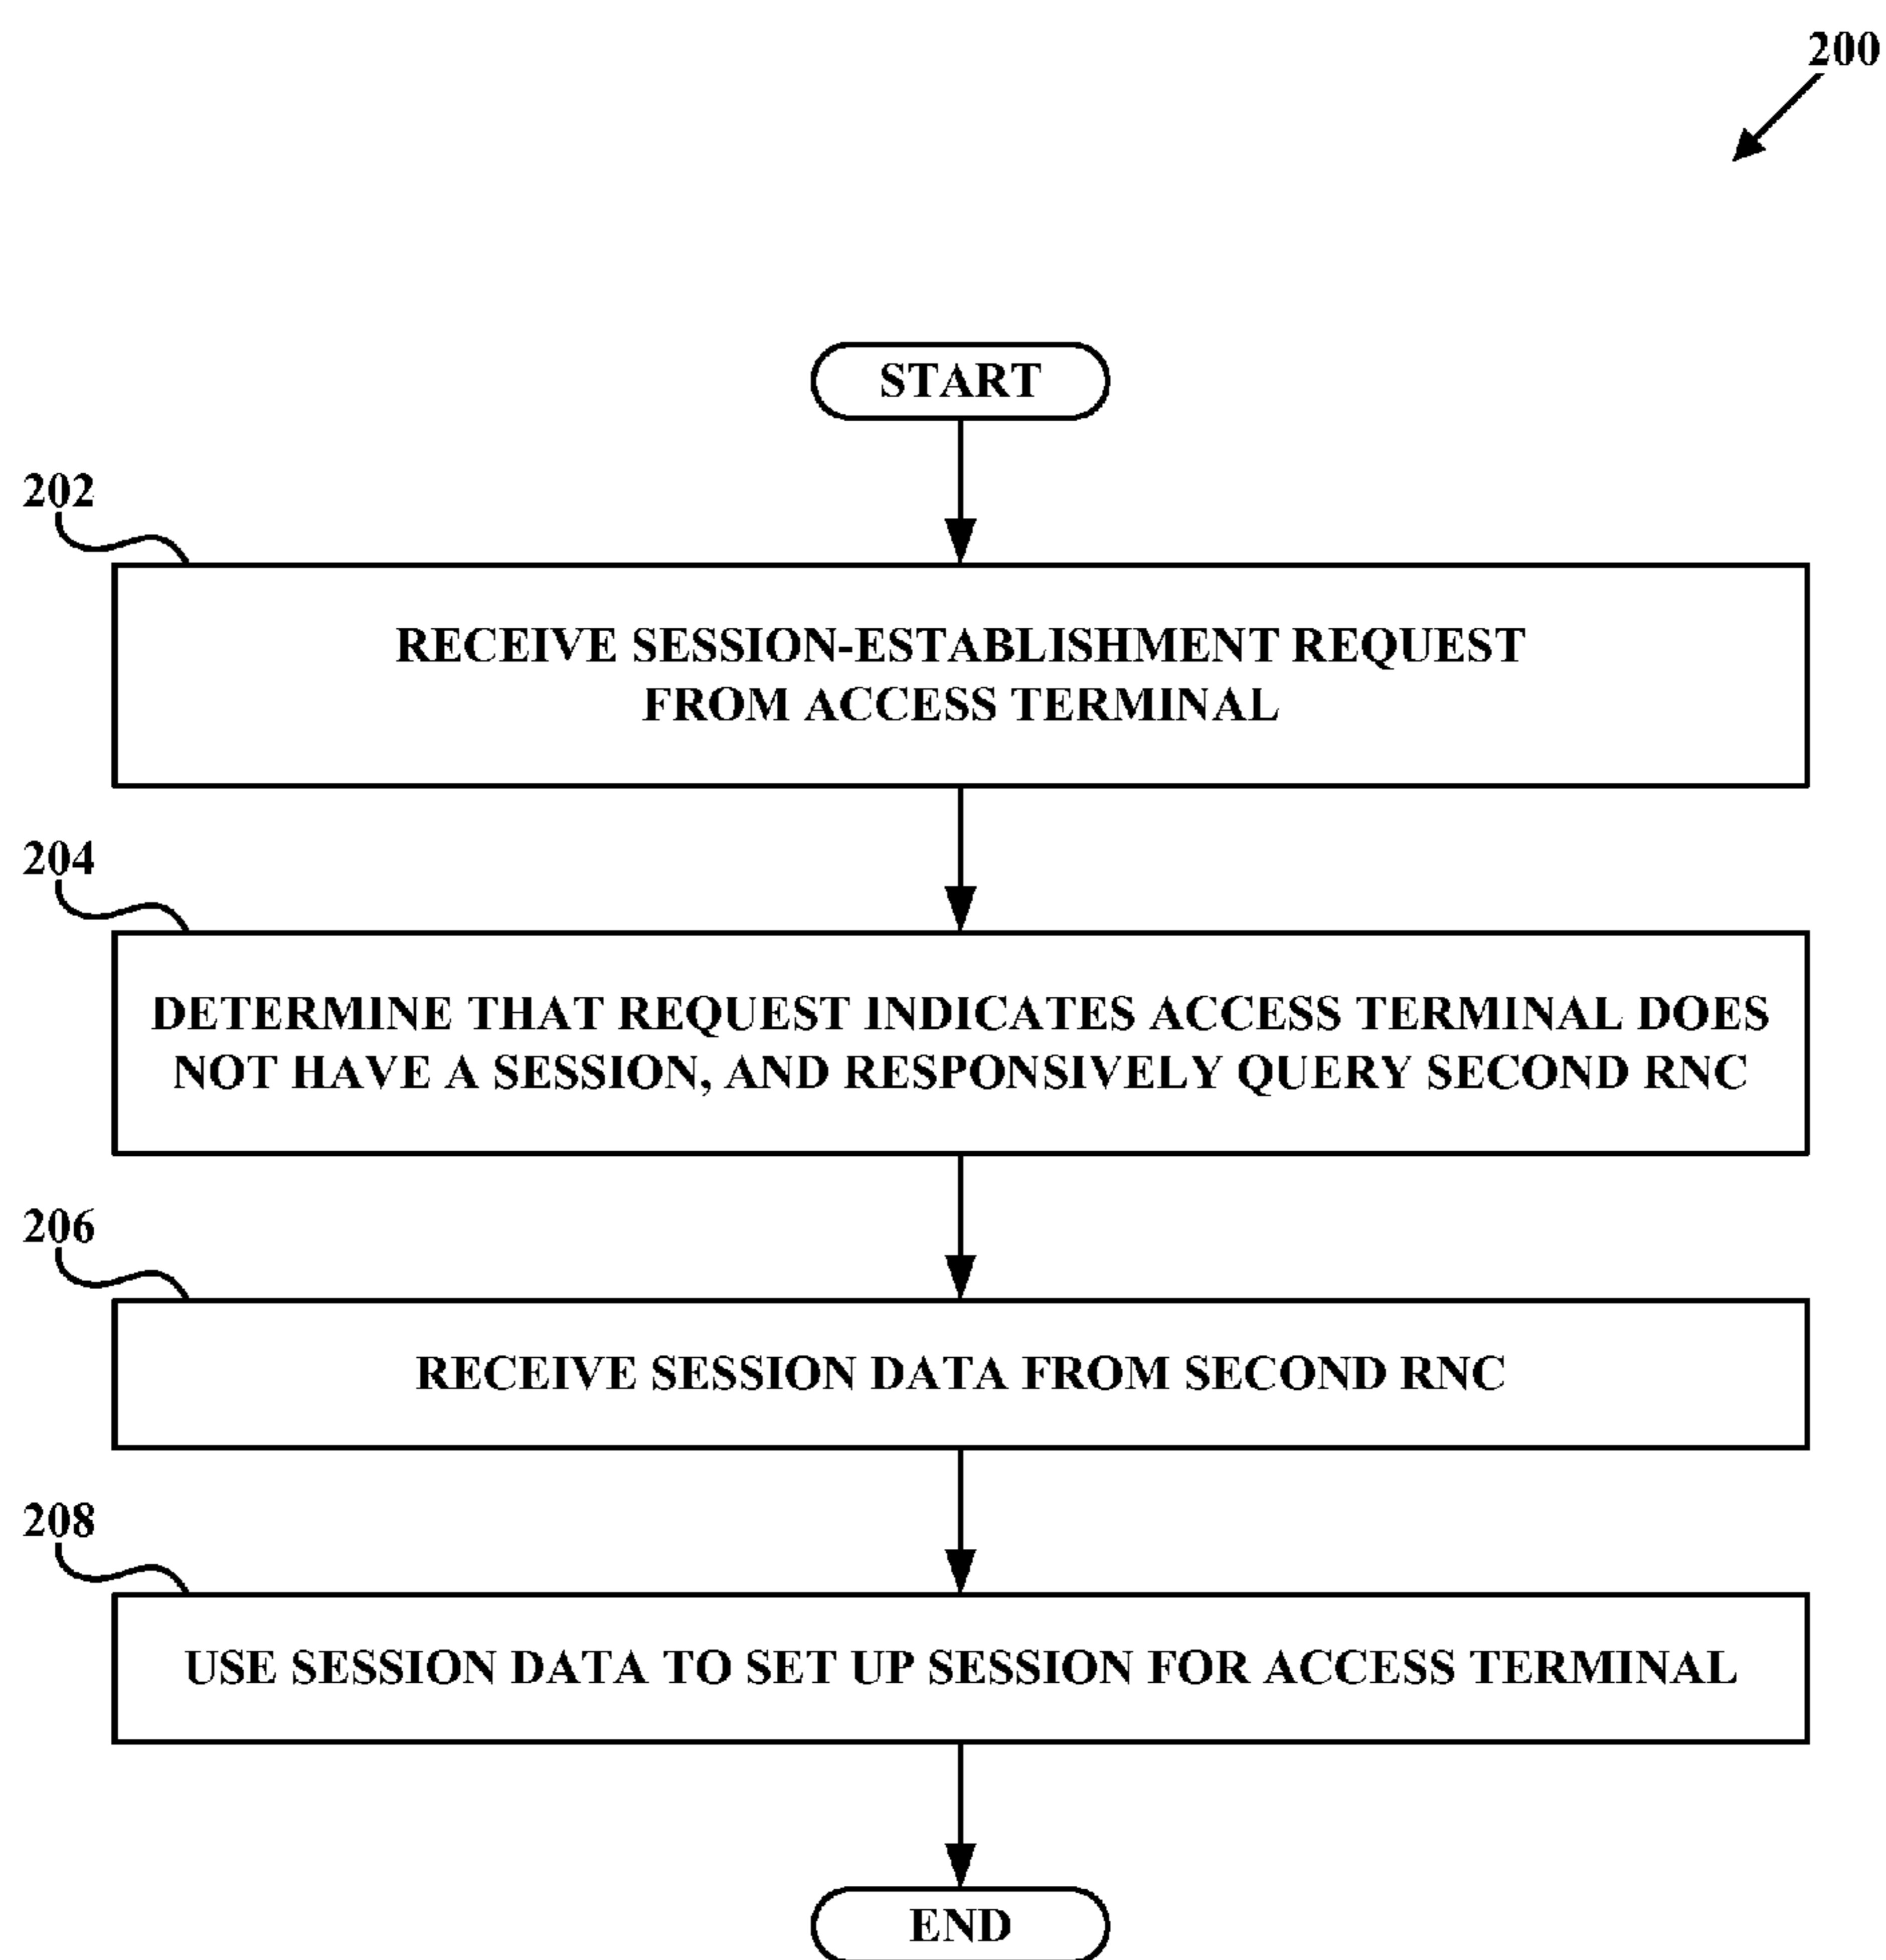 200
START
202
RECEIVE SESSION-ESTABLISHMENT REQUEST
FROM ACCESS TERMINAL
204
DETERMINE THAT REQUEST INDICATES ACCESS TERMINAL DOES
NOT HAVE A SESSION, AND RESPONSIVELY QUERY SECOND RNC
206
RECEIVE SESSION DATA FROM SECOND RNC
208
USE SESSION DATA TO SET UP SESSION FOR ACCESS TERMINAL
END